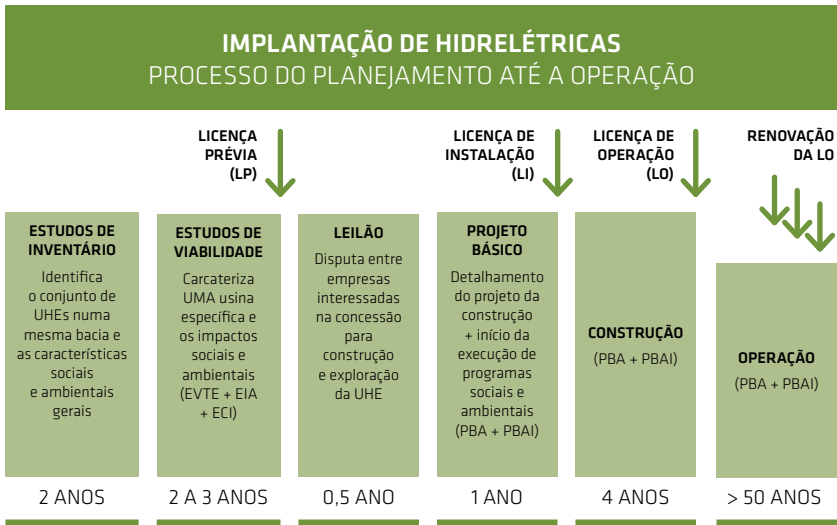 IMPLANTAÇÃO DE HIDRELÉTRICAS
PROCESSO DO PLANEJAMENTO ATÉ A OPERAÇÃO
LICENÇA
PRÉVIA
(LP)
LICENÇA DE
INSTALAÇÃO
(LI)
LICENÇA DE
OPERAÇÃO
(LO)
RENOVAÇÃO
DA LO
ESTUDOS DE
INVENTÁRIO
Identifica
o conjunto de
UHEs numa
mesma bacia e
as características
sociais
e ambientais
gerais
2 ANOS
ESTUDOS DE
VIABILIDADE
Carcateriza
UMA usina
específica e
os impactos
sociais e
ambientais
(EVTE + EIA
+ ECI)
2 A 3 ANOS
LEILÃO
Disputa entre
empresas
interessadas
na concessão
para
construção
e exploração
da UHE
0,5 ANO
PROJETO
BÁSICO
Detalhamento
do projeto da
construção
+ início da
execução de
programas
sociais e
ambientais
(PBA + PBAI)
1 ANO
CONSTRUÇÃO
(PBA + PBAI)
4 ANOS
OPERAÇÃO
(PBA + PBAI)
> 50 ANOS